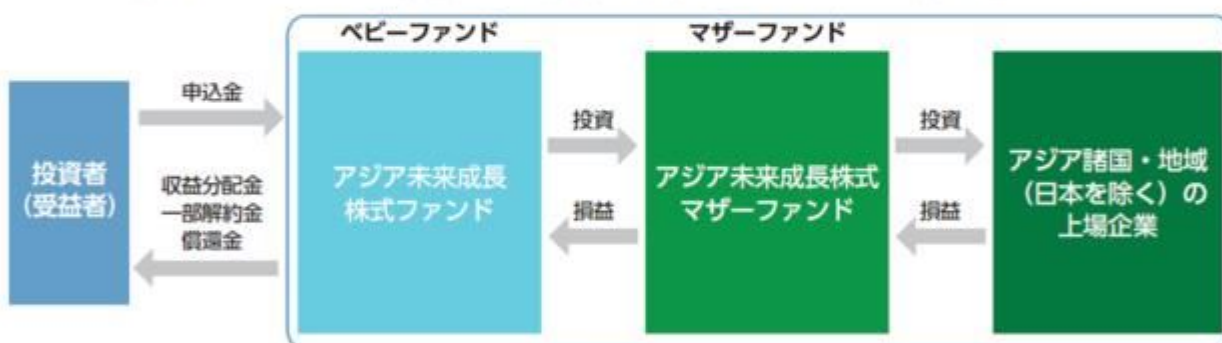 ベビーファンド
マザーファンド
投資者
(受益者)
申込金
収益分配金
一部解約金
償還金
アジア未来成長
株式ファンド
投資
損益
アジア未来成長株式
マザーファンド
投資
損益
アジア諸国・地域
(日本を除く)の
上場企業